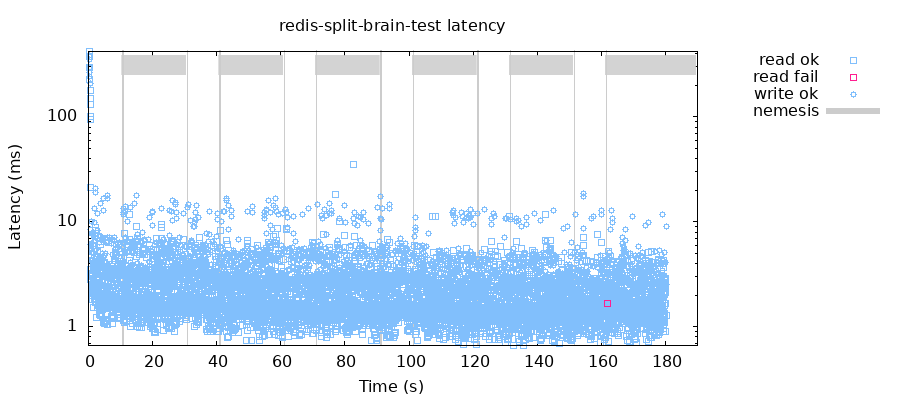 redis-split-brain-test latency
read ok
read fail
write ok
nemesis
Latency (ms)
100
10
1
0 20 40 60 80 100 120 140 160 180
Time (s)